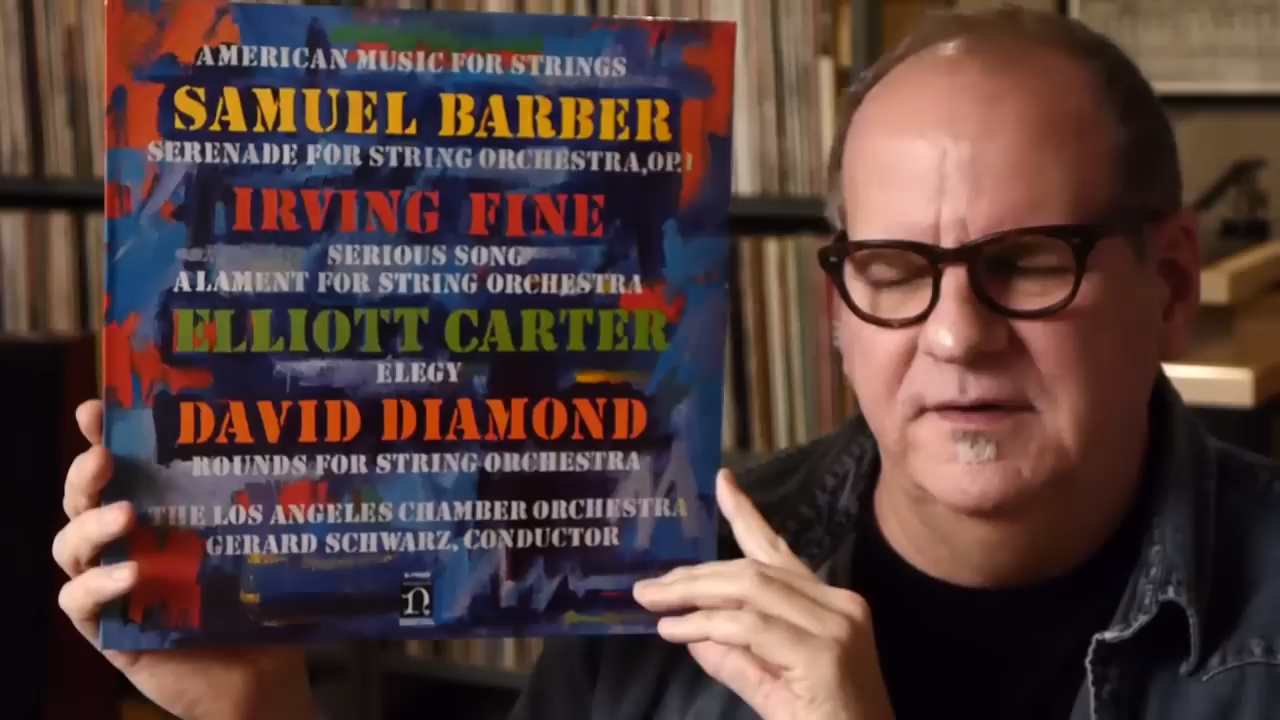 AMERICAN MUSIC FOR STRINGS
SAMUEL BARBER
SERENADE FOR STRING ORCHESTRA, OP.1
IRVING FINE
SERIOUS SONG
A LAMENT FOR STRING ORCHESTRA
ELLIOTT CARTER
ELEGY
DAVID DIAMOND
ROUNDS FOR STRING ORCHESTRA
THE LOS ANGELES CHAMBER ORCHESTRA
GERARD SCHWARZ, CONDUCTOR